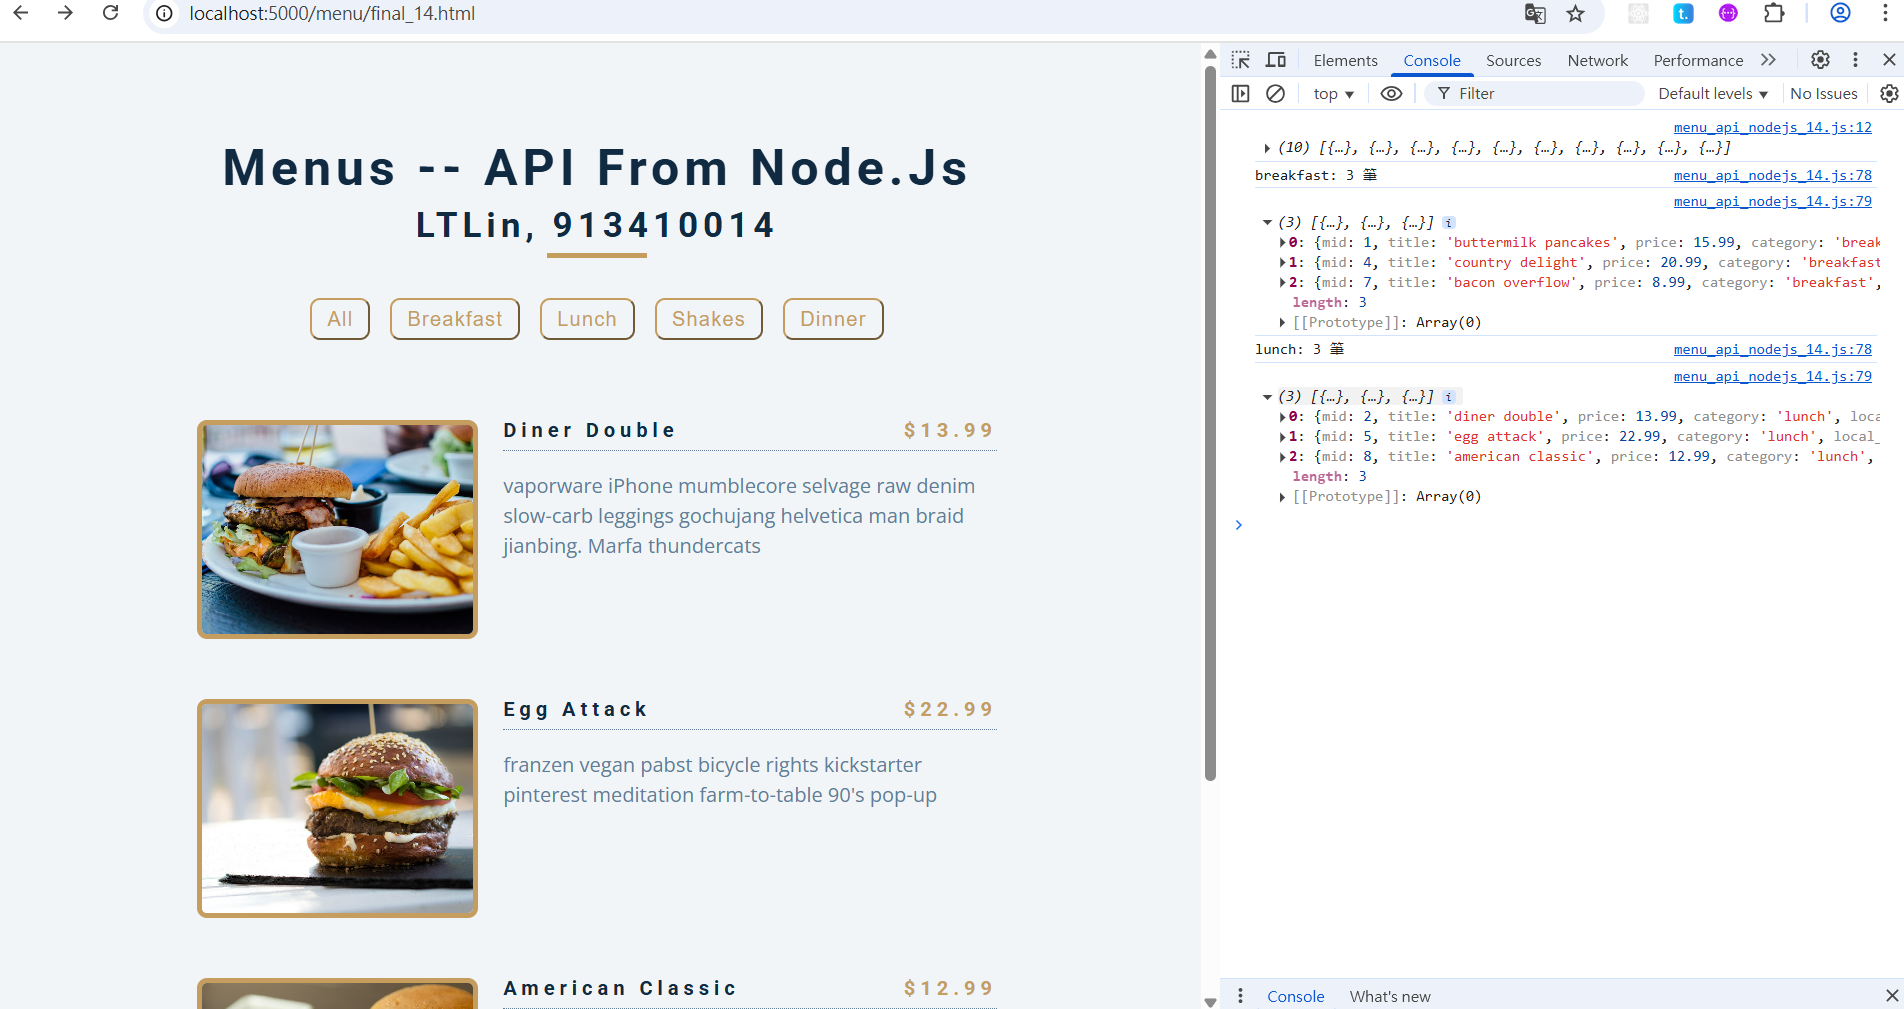 localhost:5000/menu/final_14.html
Menus -- API From Node.Js
LTLin, 913410014
All
Breakfast
Lunch
Shakes
Dinner
Diner Double
$13.99
vaporware iPhone mumblecore selvage raw denim
slow-carb leggings gochujang helvetica man braid
jianbing. Marfa thundercats
Egg Attack
$22.99
franzen vegan pabst bicycle rights kickstarter
pinterest meditation farm-to-table 90's pop-up
American Classic
$12.99
Elements
Console
Sources
Network
Performance
top
Filter
Default levels
No Issues
menu_api_nodejs_14.js:12
(10) [{…}, {…}, {…}, {…}, {…}, {…}, {…}, {…}, {…}, {…}]
breakfast: 3 筆
menu_api_nodejs_14.js:78
menu_api_nodejs_14.js:79
(3) [{…}, {…}, {…}] i
0: {mid: 1, title: 'buttermilk pancakes', price: 15.99, category: 'break
1: {mid: 4, title: 'country delight', price: 20.99, category: 'breakfast
2: {mid: 7, title: 'bacon overflow', price: 8.99, category: 'breakfast',
length: 3
[[Prototype]]: Array(0)
lunch: 3 筆
menu_api_nodejs_14.js:78
menu_api_nodejs_14.js:79
(3) [{…}, {…}, {…}] i
0: {mid: 2, title: 'diner double', price: 13.99, category: 'lunch', loca
1: {mid: 5, title: 'egg attack', price: 22.99, category: 'lunch', local_
2: {mid: 8, title: 'american classic', price: 12.99, category: 'lunch',
length: 3
[[Prototype]]: Array(0)
Console
What's new